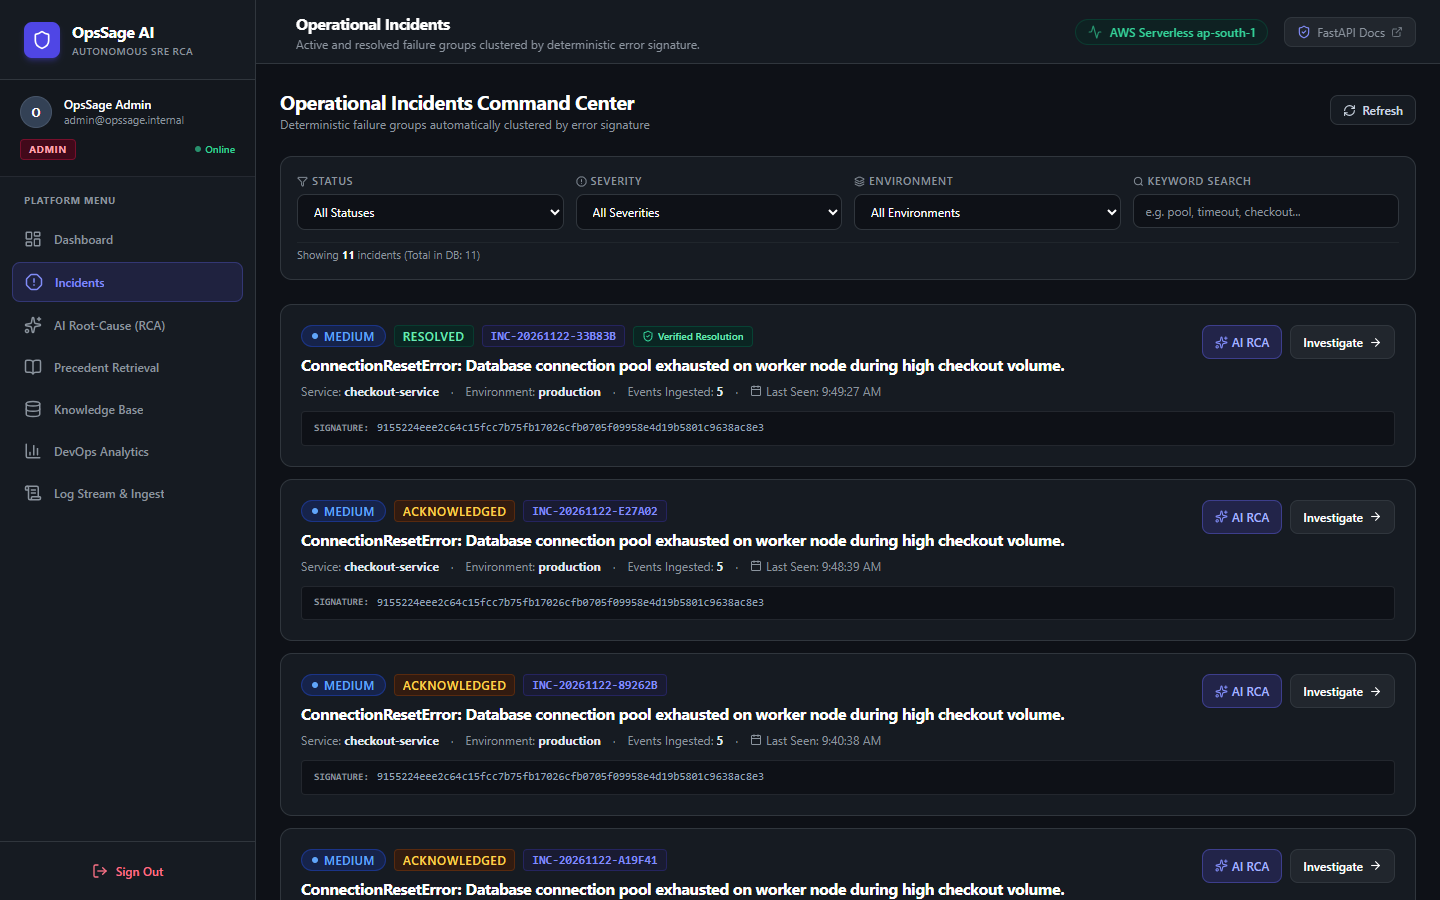 OpsSage AI
AUTONOMOUS SRE RCA
O
OpsSage Admin
admin@opssage.internal
ADMIN
Online
PLATFORM MENU
Dashboard
Incidents
AI Root-Cause (RCA)
Precedent Retrieval
Knowledge Base
DevOps Analytics
Log Stream & Ingest
Sign Out
Operational Incidents
Active and resolved failure groups clustered by deterministic error signature.
AWS Serverless ap-south-1
FastAPI Docs
Operational Incidents Command Center
Deterministic failure groups automatically clustered by error signature
Refresh
STATUS
SEVERITY
ENVIRONMENT
KEYWORD SEARCH
All Statuses
All Severities
All Environments
e.g. pool, timeout, checkout...
Showing 11 incidents (Total in DB: 11)
MEDIUM RESOLVED INC-20261122-33B83B Verified Resolution
AI RCA
Investigate →
ConnectionResetError: Database connection pool exhausted on worker node during high checkout volume.
Service: checkout-service · Environment: production · Events Ingested: 5 · Last Seen: 9:49:27 AM
SIGNATURE: 9155224eee2c64c15fcc7b75fb17026cfb0705f09958e4d19b5801c9638ac8e3
MEDIUM ACKNOWLEDGED INC-20261122-E27A02
AI RCA
Investigate →
ConnectionResetError: Database connection pool exhausted on worker node during high checkout volume.
Service: checkout-service · Environment: production · Events Ingested: 5 · Last Seen: 9:48:39 AM
SIGNATURE: 9155224eee2c64c15fcc7b75fb17026cfb0705f09958e4d19b5801c9638ac8e3
MEDIUM ACKNOWLEDGED INC-20261122-89262B
AI RCA
Investigate →
ConnectionResetError: Database connection pool exhausted on worker node during high checkout volume.
Service: checkout-service · Environment: production · Events Ingested: 5 · Last Seen: 9:40:38 AM
SIGNATURE: 9155224eee2c64c15fcc7b75fb17026cfb0705f09958e4d19b5801c9638ac8e3
MEDIUM ACKNOWLEDGED INC-20261122-A19F41
AI RCA
Investigate →
ConnectionResetError: Database connection pool exhausted on worker node during high checkout volume.